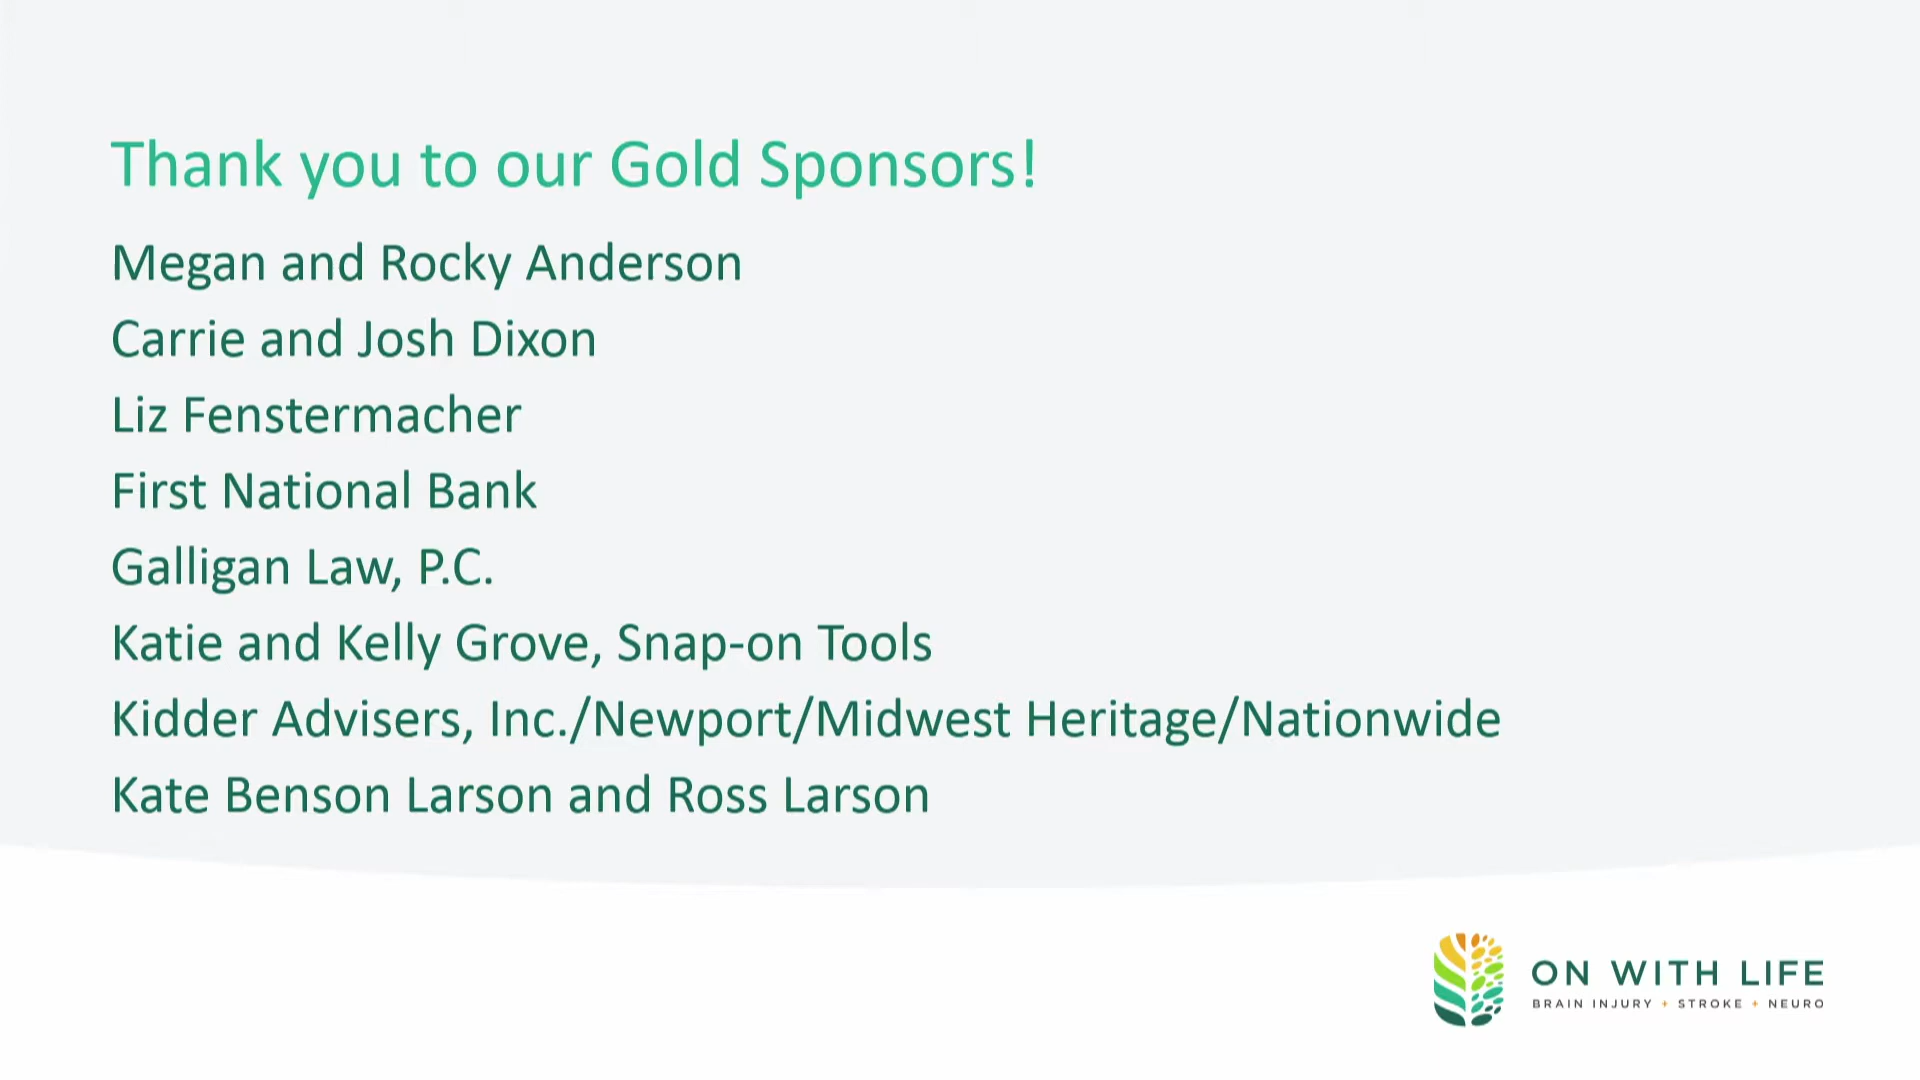 Thank you to our Gold Sponsors!
Megan and Rocky Anderson
Carrie and Josh Dixon
Liz Fenstermacher
First National Bank
Galligan Law, P.C.
Katie and Kelly Grove, Snap-on Tools
Kidder Advisers, Inc./Newport/Midwest Heritage/Nationwide
Kate Benson Larson and Ross Larson
ON WITH LIFE
BRAIN INJURY + STROKE + NEURO